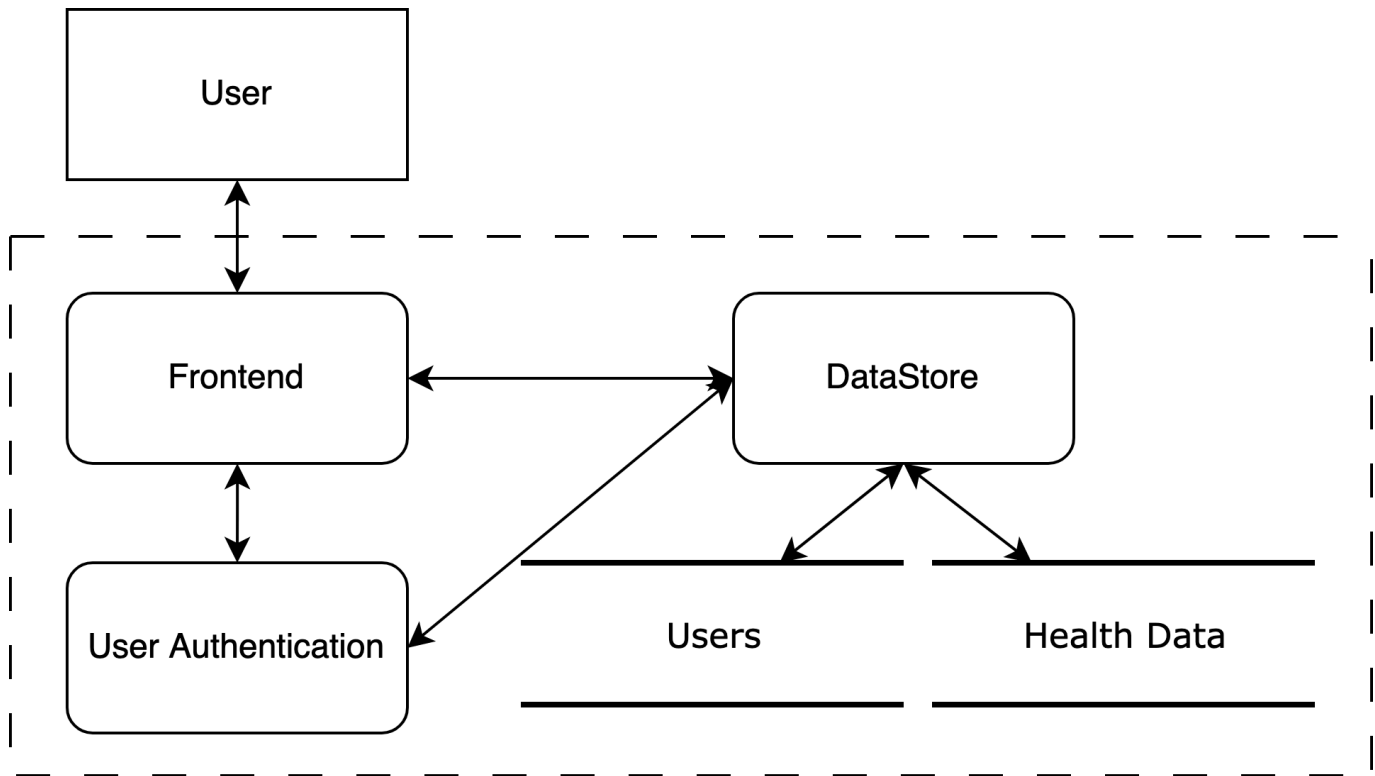 User
Frontend
DataStore
User Authentication
Users
Health Data